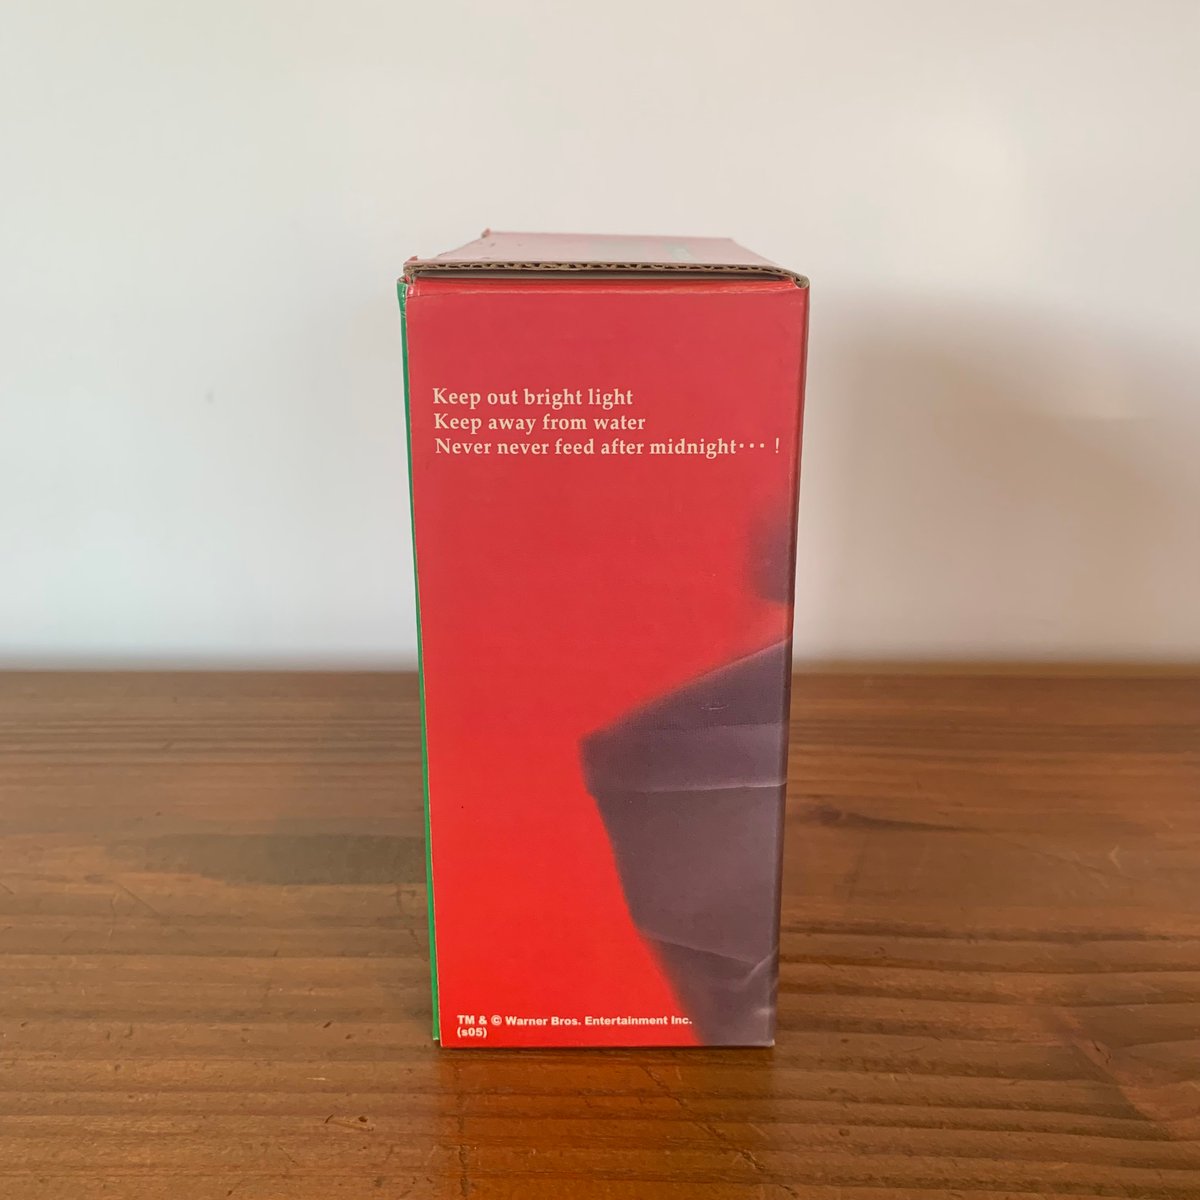 Keep out bright light
Keep away from water
Never never feed after midnight･･･ !
TM & © Warner Bros. Entertainment Inc.
(s05)